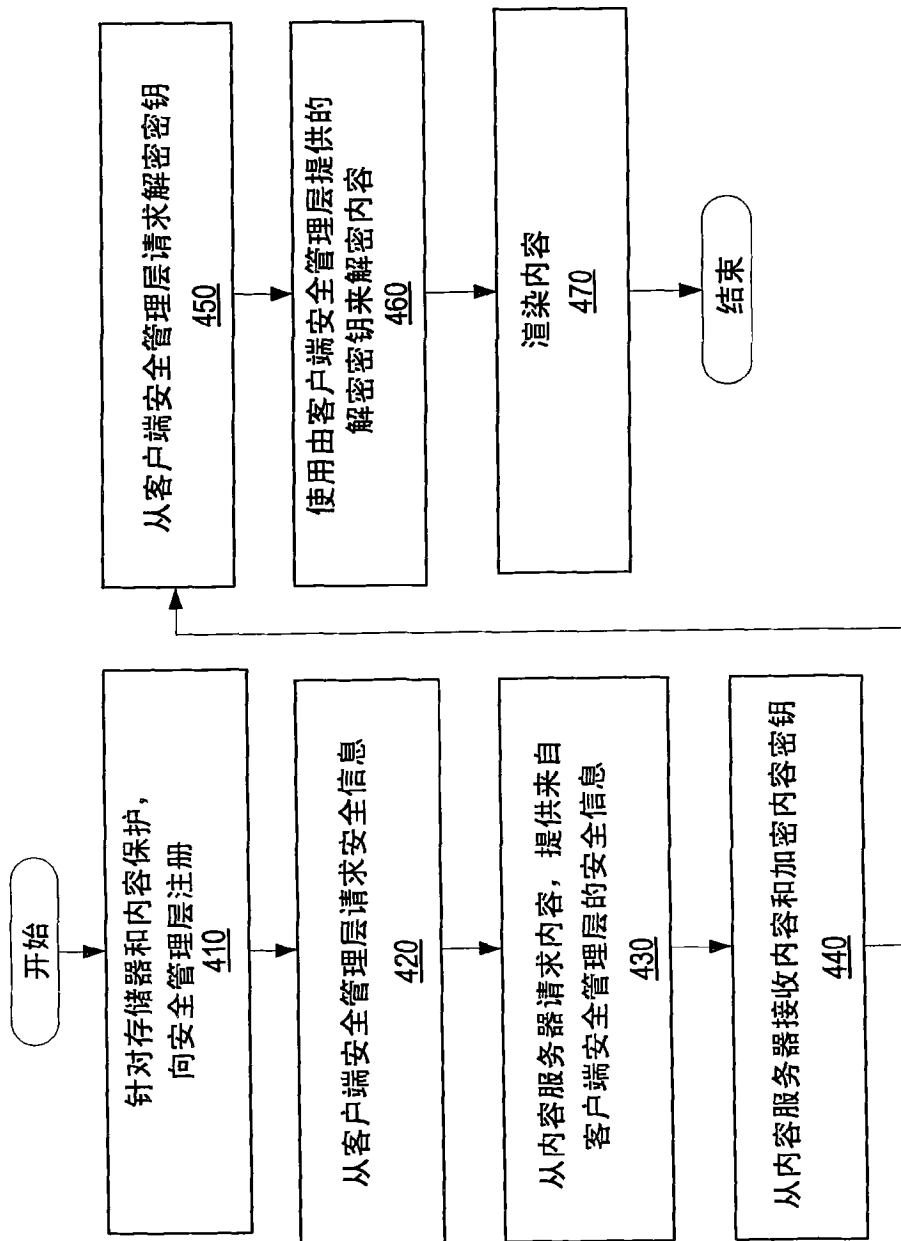 开始
针对存储器和内容保护,
向安全管理层注册
410
从客户端安全管理层请求安全信息
420
从内容服务器请求内容, 提供来自
客户端安全管理层的安全信息
430
从内容服务器接收内容和加密内容密钥
440
从客户端安全管理层请求解密密钥
450
使用由客户端安全管理层提供的
解密密钥来解密内容
460
渲染内容
470
结束